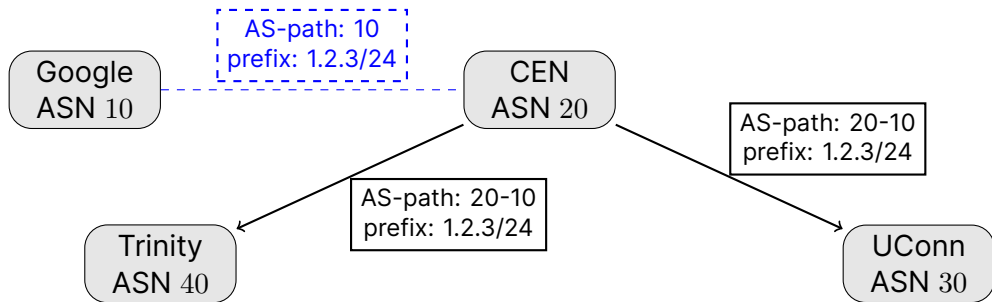 AS-path: 10
prefix: 1.2.3/24
Google
ASN 10
CEN
ASN 20
AS-path: 20-10
prefix: 1.2.3/24
AS-path: 20-10
prefix: 1.2.3/24
Trinity
ASN 40
UConn
ASN 30